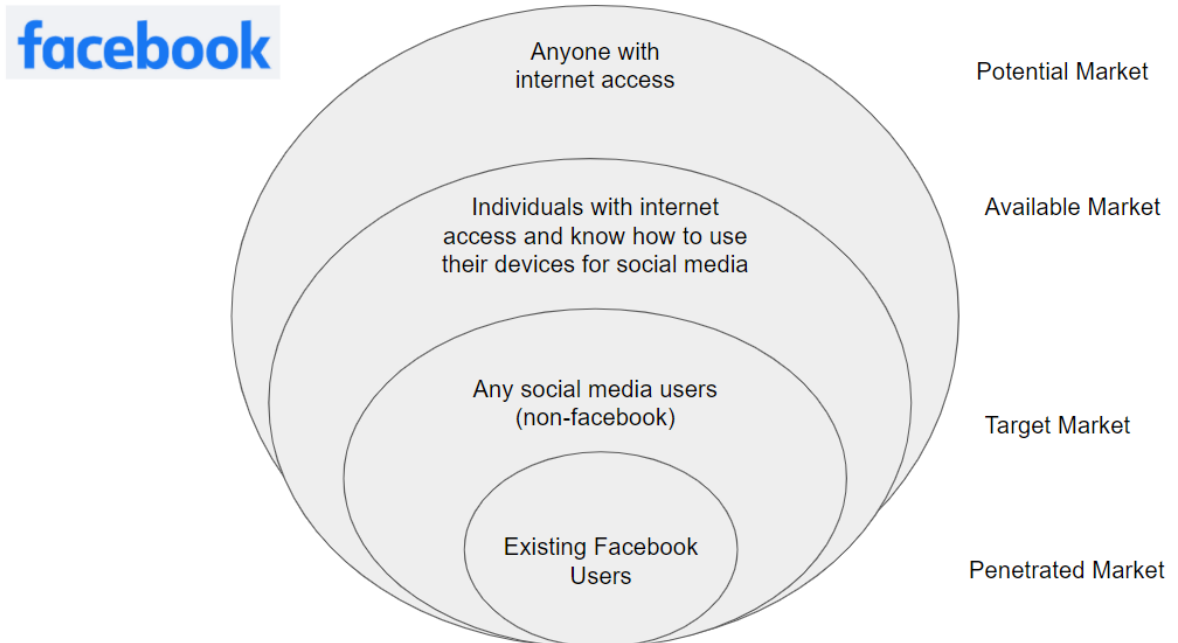 facebook
Anyone with
internet access
Potential Market
Individuals with internet
access and know how to use
their devices for social media
Available Market
Any social media users
(non-facebook)
Target Market
Existing Facebook
Users
Penetrated Market